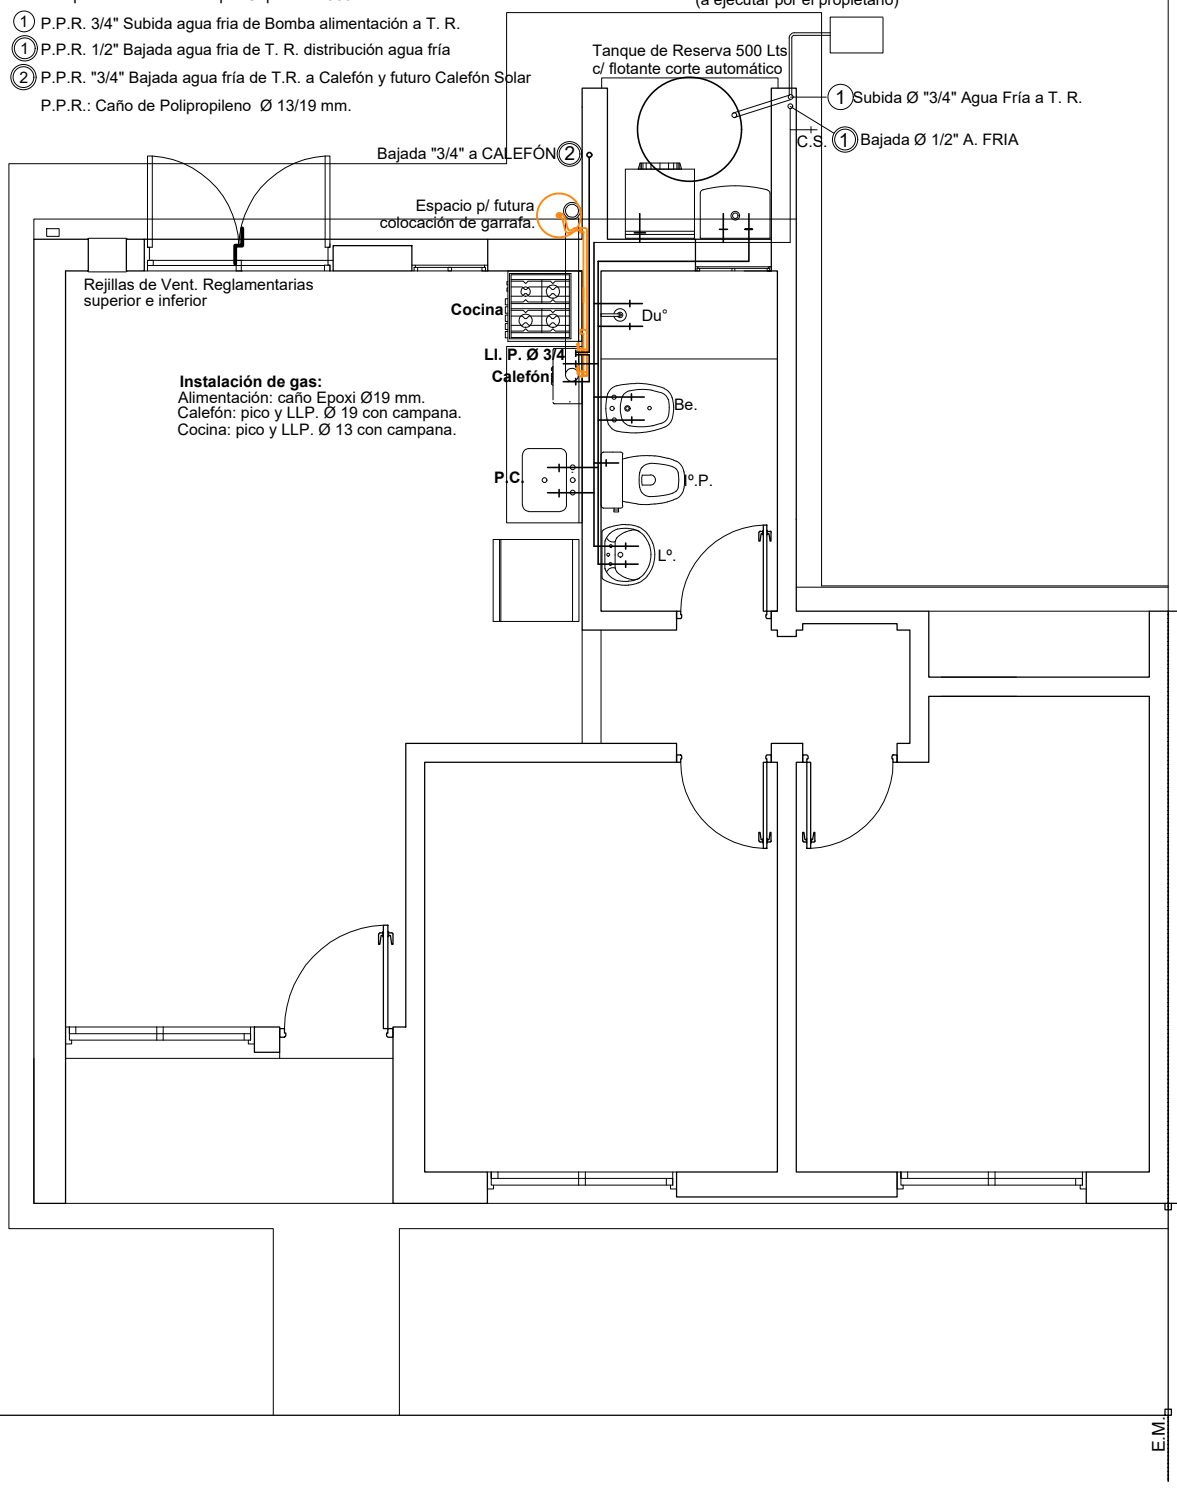 (a ejecutar por el propietario)
1 P.P.R. 3/4" Subida agua fria de Bomba alimentación a T. R.
1 P.P.R. 1/2" Bajada agua fria de T. R. distribución agua fría
2 P.P.R. "3/4" Bajada agua fría de T.R. a Calefón y futuro Calefón Solar
P.P.R.: Caño de Polipropileno Ø 13/19 mm.
Tanque de Reserva 500 Lts
c/ flotante corte automático
1 Subida Ø "3/4" Agua Fría a T. R.
C.S.
1 Bajada Ø 1/2" A. FRIA
Bajada "3/4" a CALEFÓN 2
Espacio p/ futura
colocación de garrafa.
Rejillas de Vent. Reglamentarias
superior e inferior
Cocina
Du°
Ll. P. Ø 3/4
Calefón
Instalación de gas:
Alimentación: caño Epoxi Ø19 mm.
Calefón: pico y LLP. Ø 19 con campana.
Cocina: pico y LLP. Ø 13 con campana.
Be.
P.C.
Iº.P.
Lº.
E.M.